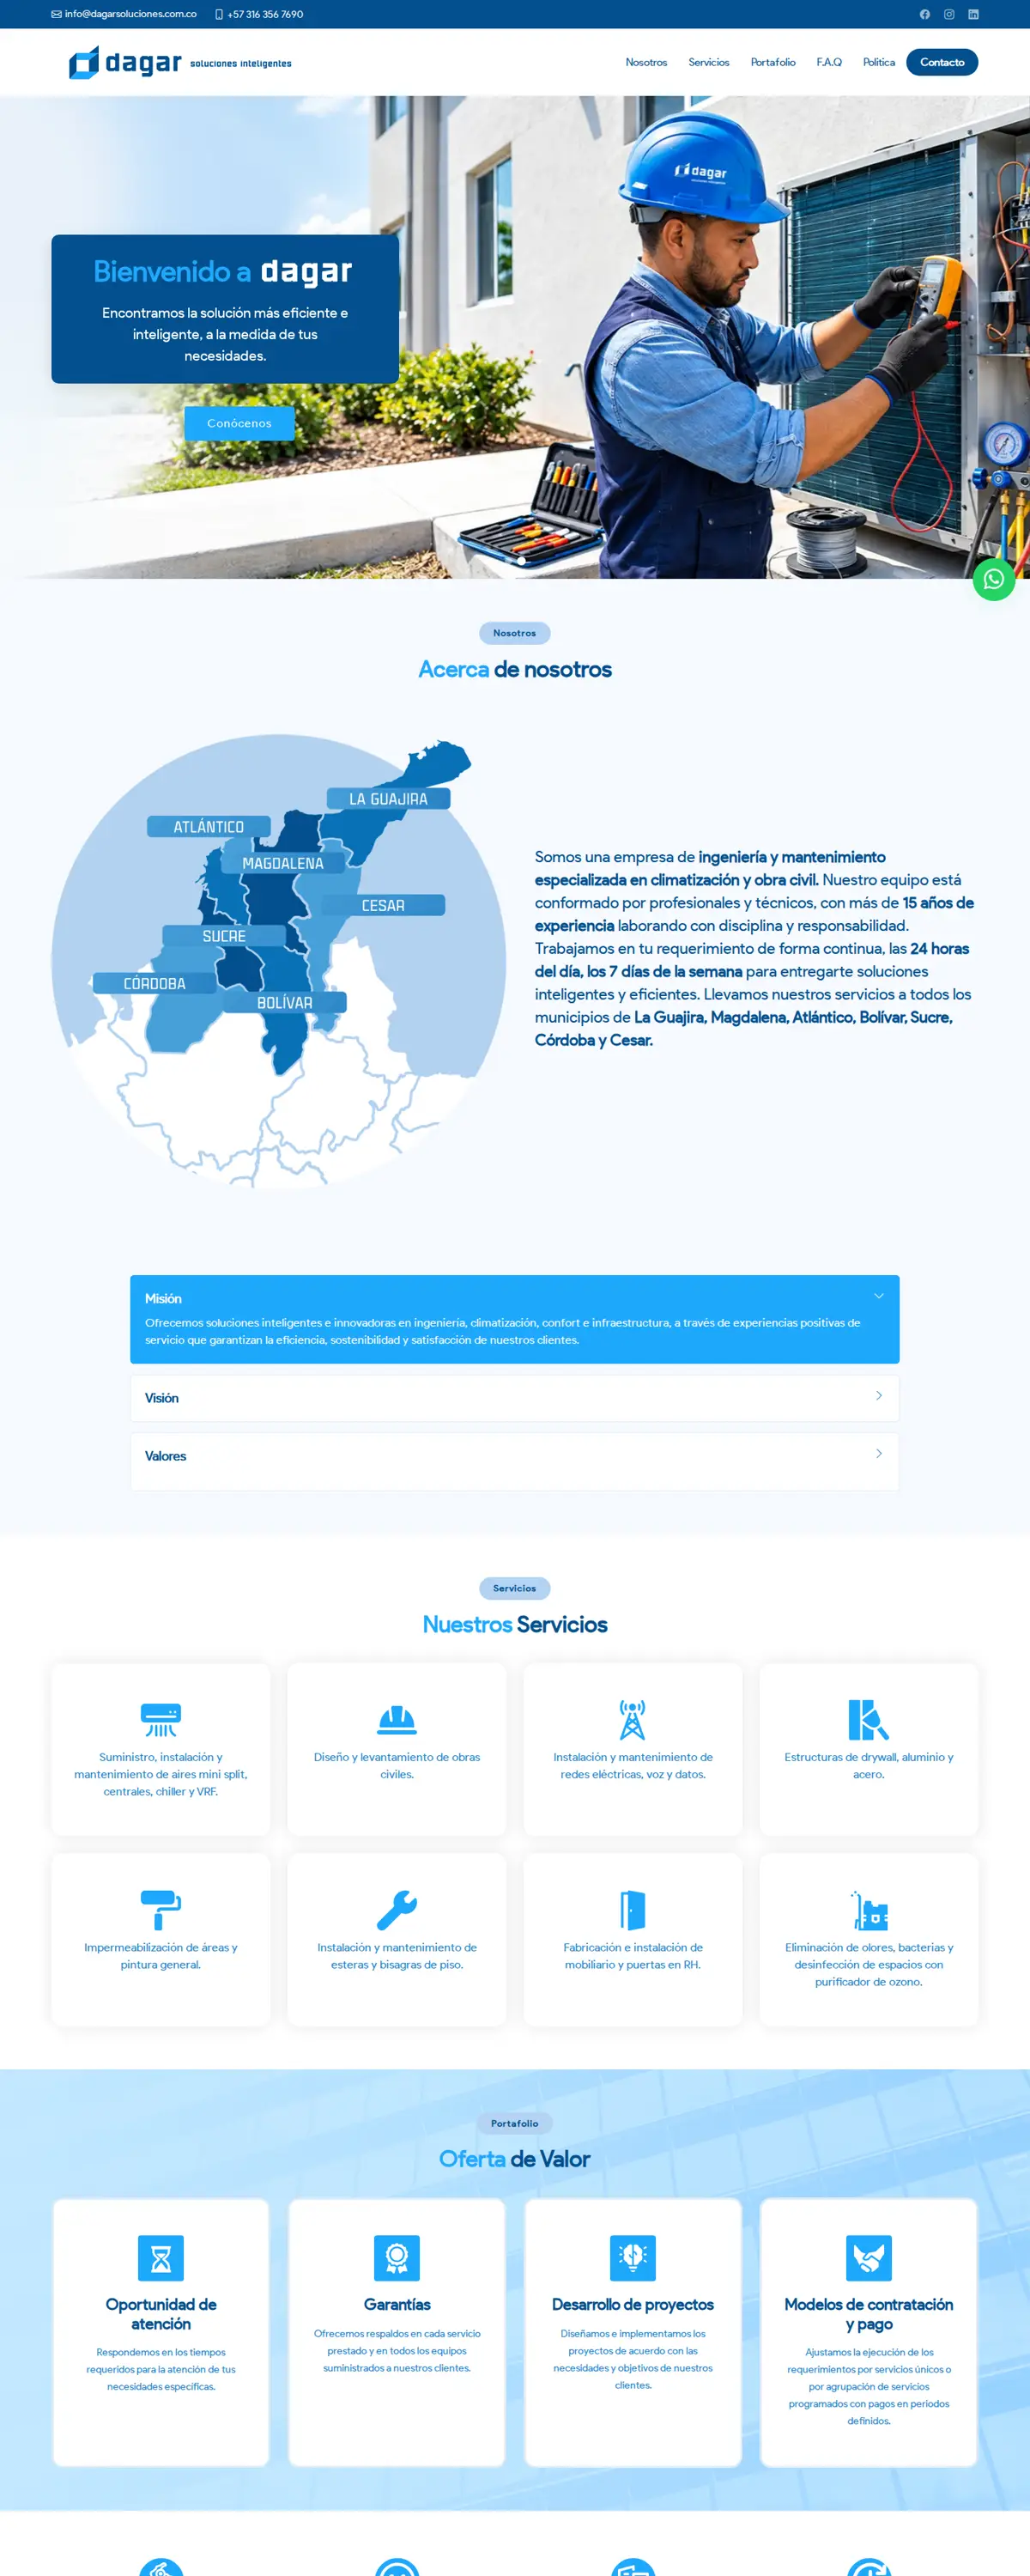 info@dagarsoluciones.com.co
+57 316 356 7690
dagar soluciones inteligentes
Nosotros
Servicios
Portafolio
F.A.Q
Política
Contacto
dagar
Bienvenido a dagar
Encontramos la solución más eficiente e
inteligente, a la medida de tus
necesidades.
Conócenos
Nosotros
Acerca de nosotros
LA GUAJIRA
ATLÁNTICO
MAGDALENA
CESAR
SUCRE
CÓRDOBA
BOLÍVAR
Somos una empresa de ingeniería y mantenimiento
especializada en climatización y obra civil. Nuestro equipo está
conformado por profesionales y técnicos, con más de 15 años de
experiencia laborando con disciplina y responsabilidad.
Trabajamos en tu requerimiento de forma continua, las 24 horas
del día, los 7 días de la semana para entregarte soluciones
inteligentes y eficientes. Llevamos nuestros servicios a todos los
municipios de La Guajira, Magdalena, Atlántico, Bolívar, Sucre,
Córdoba y Cesar.
Misión
Ofrecemos soluciones inteligentes e innovadoras en ingeniería, climatización, confort e infraestructura, a través de experiencias positivas de
servicio que garantizan la eficiencia, sostenibilidad y satisfacción de nuestros clientes.
Visión
Valores
Servicios
Nuestros Servicios
Suministro, instalación y
mantenimiento de aires mini split,
centrales, chiller y VRF.
Diseño y levantamiento de obras
civiles.
Instalación y mantenimiento de
redes eléctricas, voz y datos.
Estructuras de drywall, aluminio y
acero.
Impermeabilización de áreas y
pintura general.
Instalación y mantenimiento de
esteras y bisagras de piso.
Fabricación e instalación de
mobiliario y puertas en RH.
Eliminación de olores, bacterias y
desinfección de espacios con
purificador de ozono.
Portafolio
Oferta de Valor
Oportunidad de
atención
Respondemos en los tiempos
requeridos para la atención de tus
necesidades específicas.
Garantías
Ofrecemos respaldos en cada servicio
prestado y en todos los equipos
suministrados a nuestros clientes.
Desarrollo de proyectos
Diseñamos e implementamos los
proyectos de acuerdo con las
necesidades y objetivos de nuestros
clientes.
Modelos de contratación
y pago
Ajustamos la ejecución de los
requerimientos por servicios únicos o
por agrupación de servicios
programados con pagos en periodos
definidos.